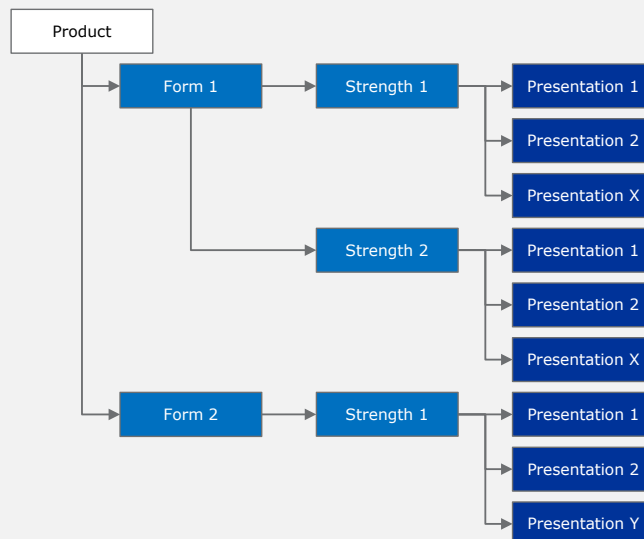 Product
Form 1
Strength 1
Presentation 1
Presentation 2
Presentation X
Strength 2
Presentation 1
Presentation 2
Presentation X
Form 2
Strength 1
Presentation 1
Presentation 2
Presentation Y